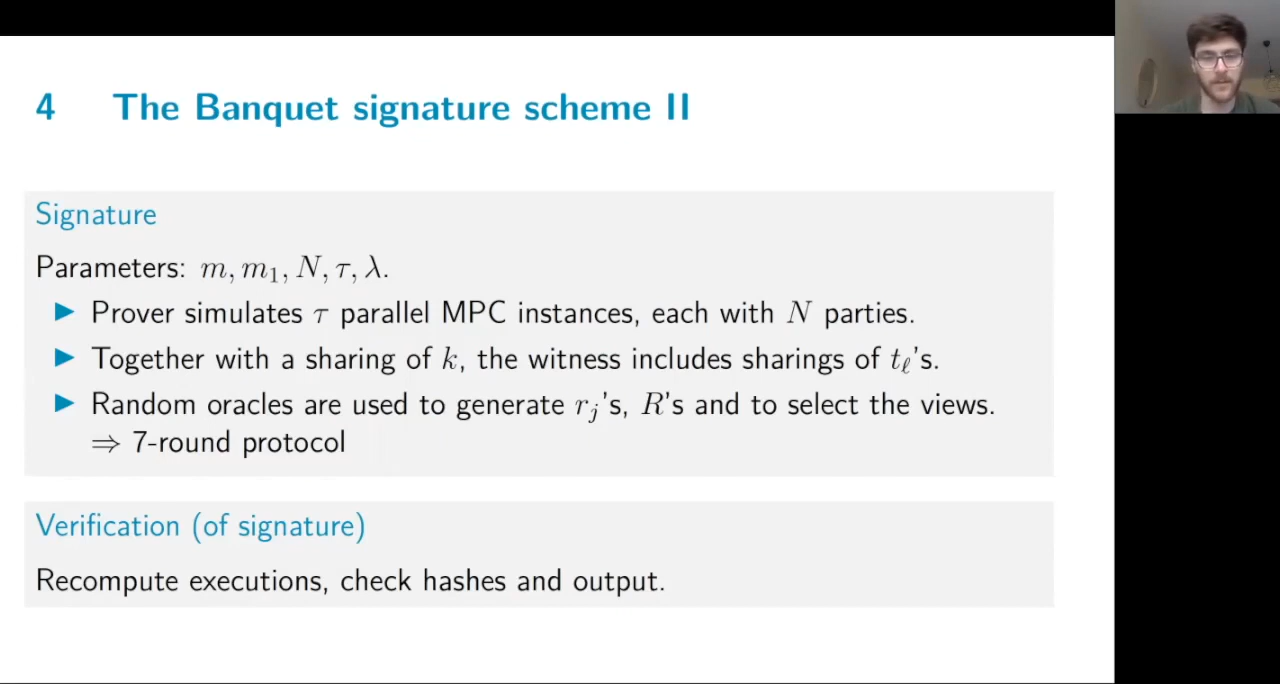 4 The Banquet signature scheme II
Signature
Parameters: m, m₁, N, τ, λ.
▶ Prover simulates τ parallel MPC instances, each with N parties.
▶ Together with a sharing of k, the witness includes sharings of tₗ's.
▶ Random oracles are used to generate rⱼ's, R's and to select the views.
⇒ 7-round protocol
Verification (of signature)
Recompute executions, check hashes and output.